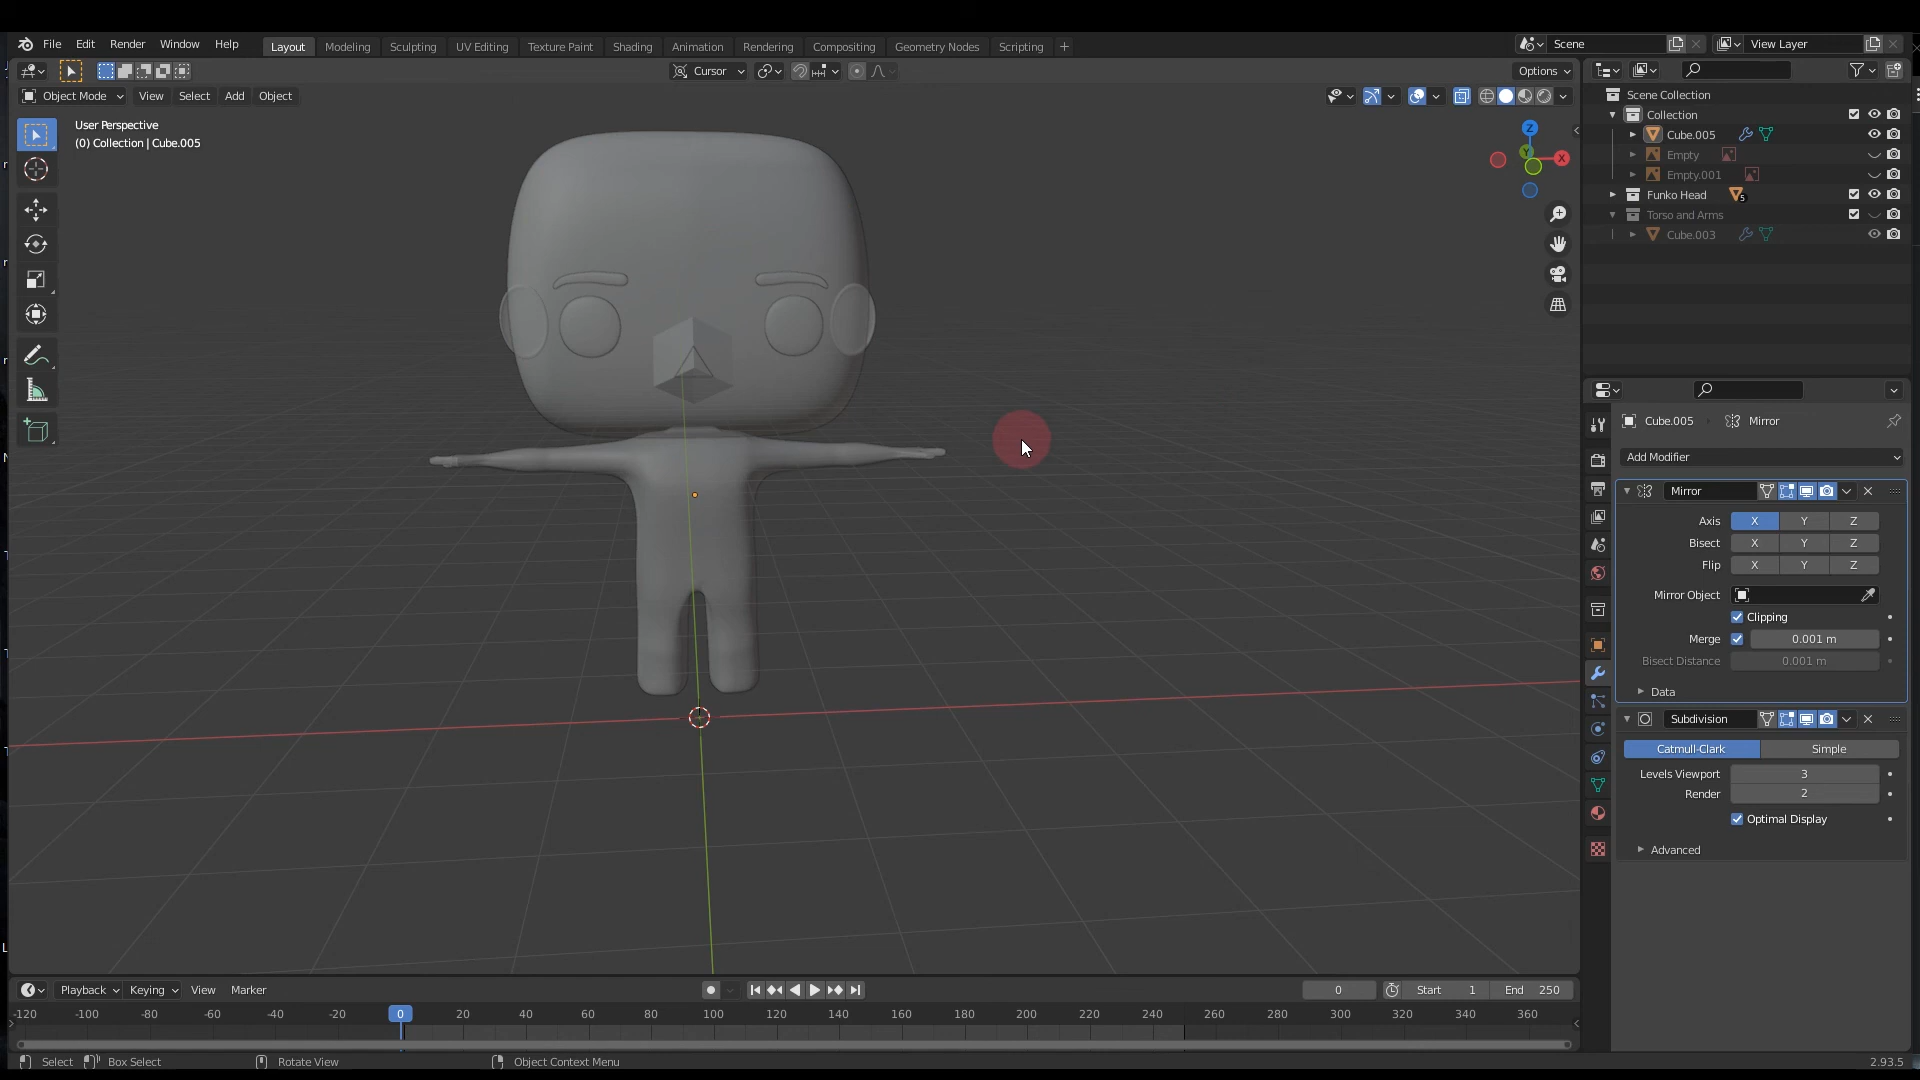 File Edit Render Window Help Layout Modeling Sculpting UV Editing Texture Paint Shading Animation Rendering Compositing Geometry Nodes Scripting + Scene View Layer
Cursor Options
Object Mode View Select Add Object
User Perspective
(0) Collection | Cube.005
Z
Y
X
Scene Collection
Collection
Cube.005
Empty
Empty.001
Funko Head 5
Torso and Arms
Cube.003
Cube.005 Mirror
Add Modifier
Mirror
Axis X Y Z
Bisect X Y Z
Flip X Y Z
Mirror Object
Clipping
Merge 0.001 m
Bisect Distance 0.001 m
Data
Subdivision
Catmull-Clark Simple
Levels Viewport 3
Render 2
Optimal Display
Advanced
Playback Keying View Marker 0 Start 1 End 250
-120 -100 -80 -60 -40 -20 0 20 40 60 80 100 120 140 160 180 200 220 240 260 280 300 320 340 360
Select Box Select Rotate View Object Context Menu 2.93.5